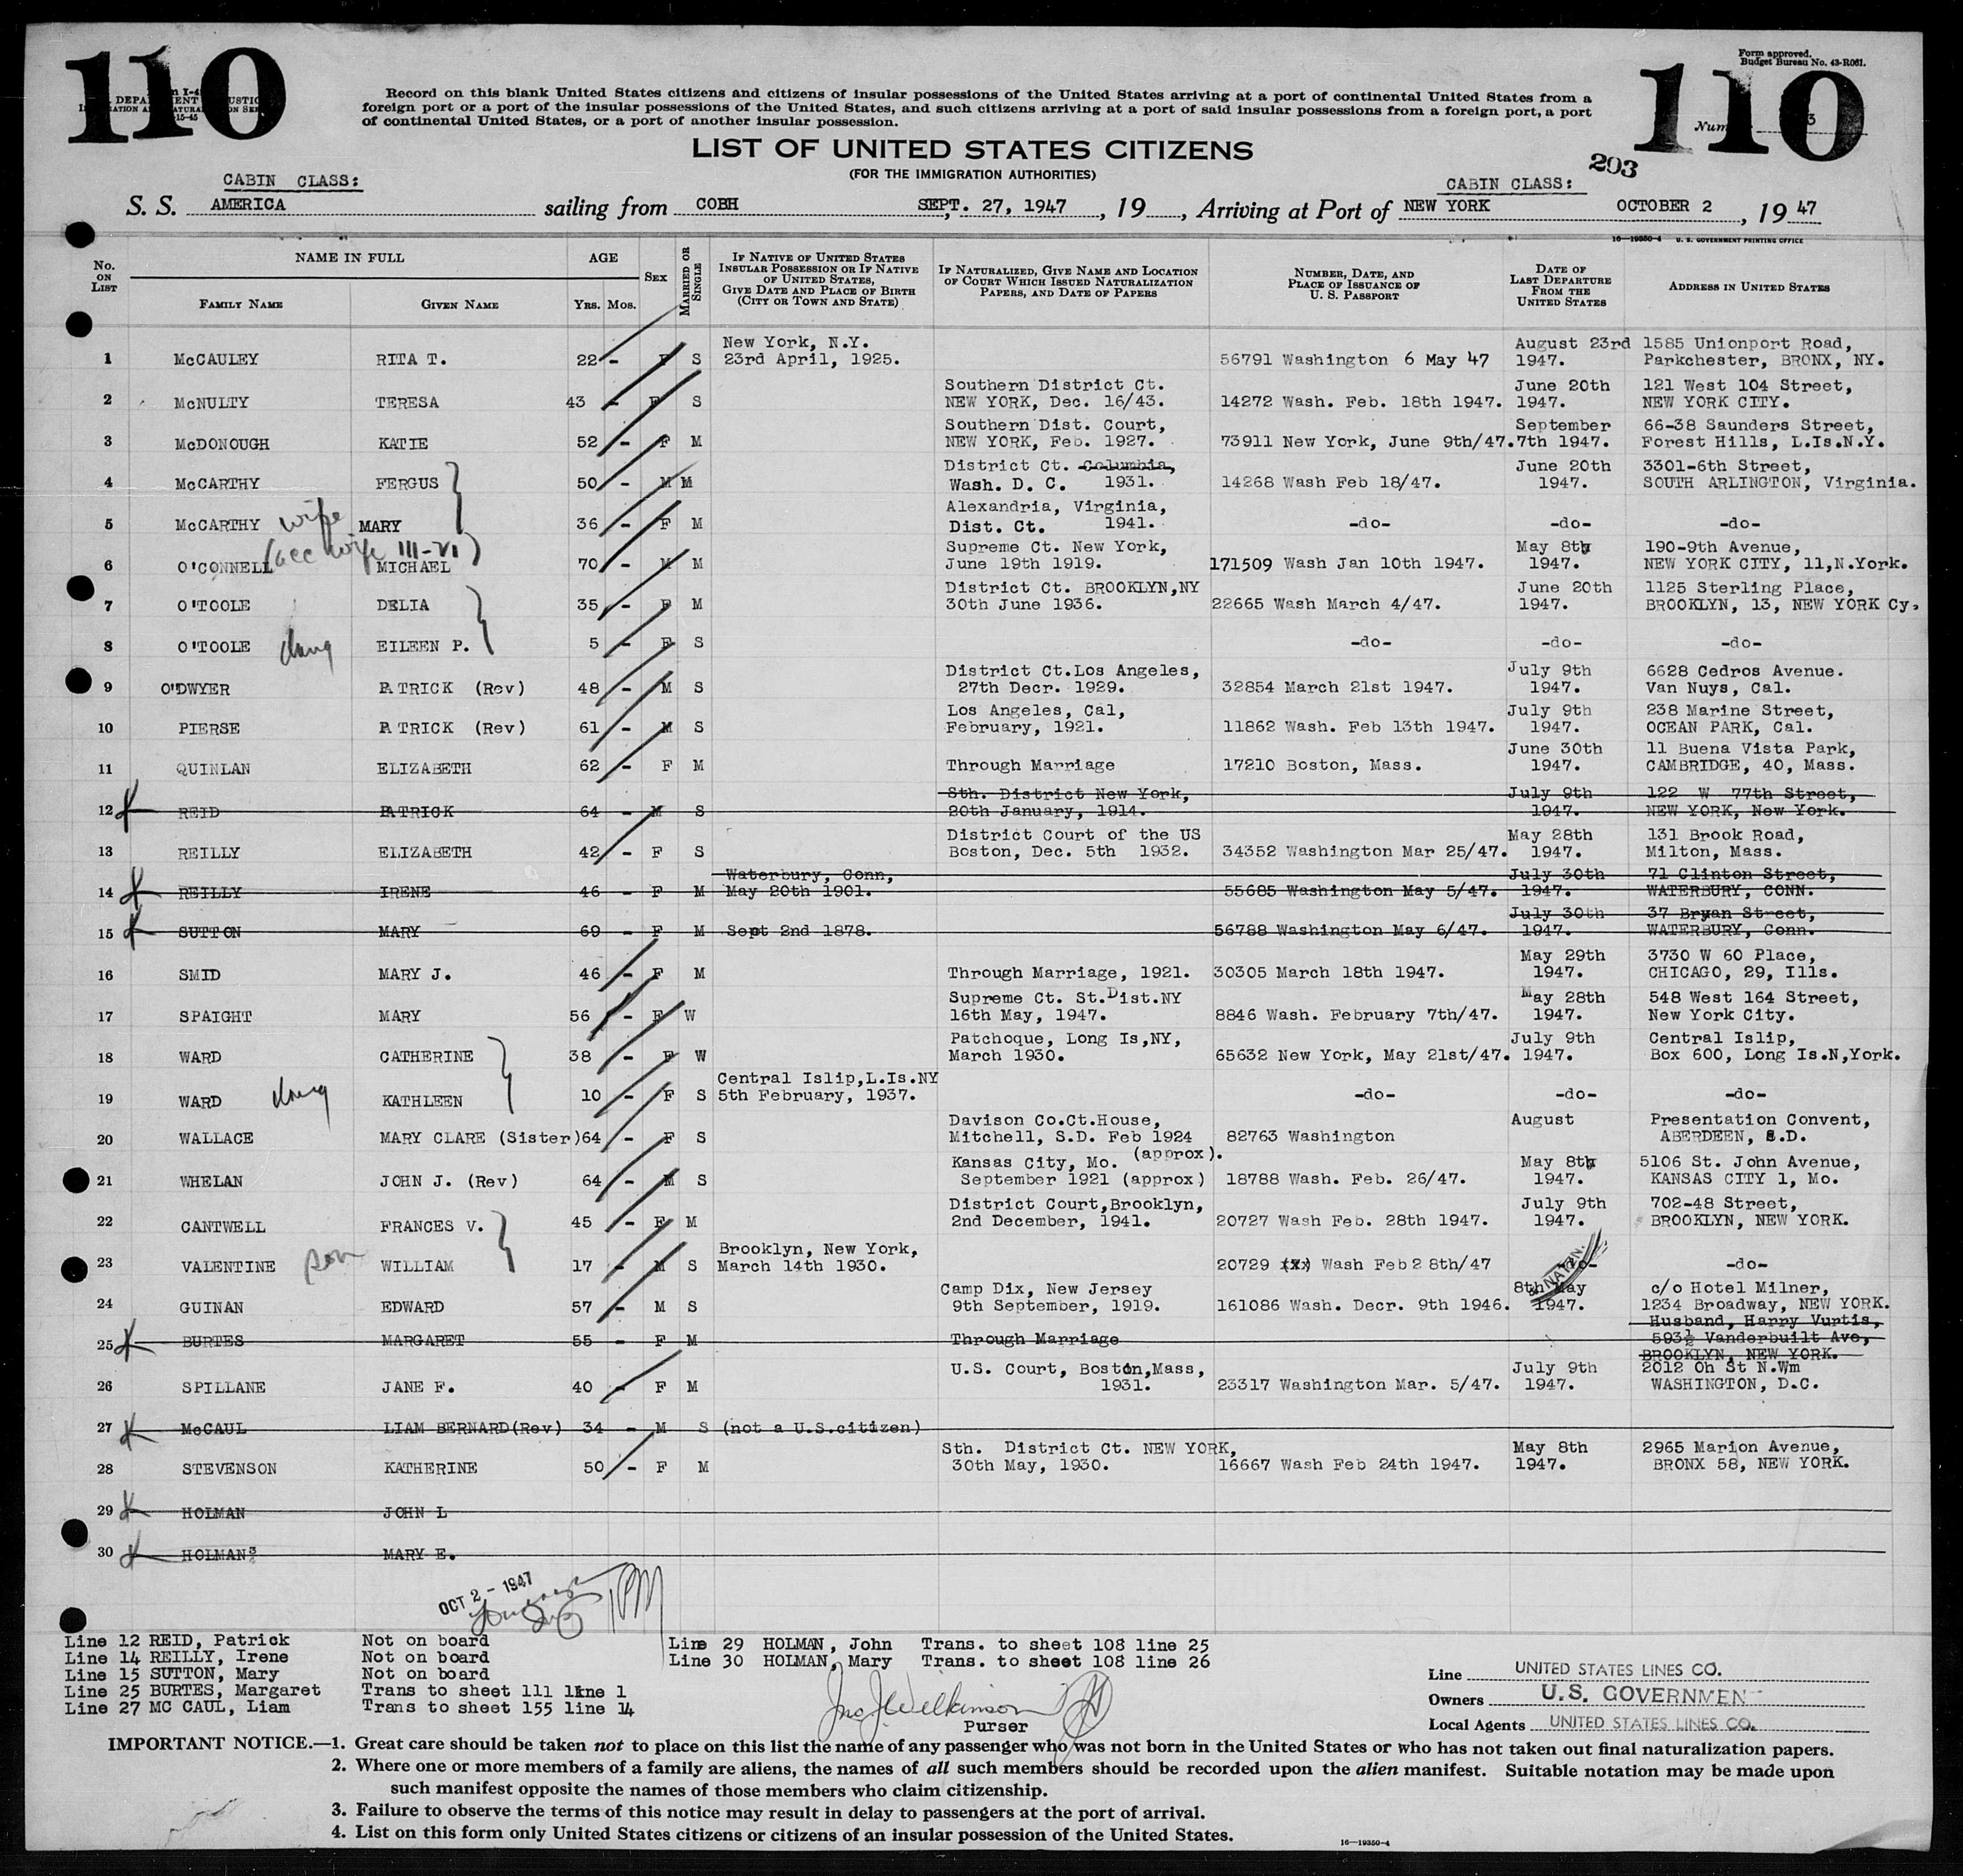 110
110
Form approved.
Budget Bureau No. 43-R061.
Record on this blank United States citizens and citizens of insular possessions of the United States arriving at a port of continental United States from a
foreign port or a port of the insular possessions of the United States, and such citizens arriving at a port of said insular possessions from a foreign port, a port
of continental United States, or a port of another insular possession.
LIST OF UNITED STATES CITIZENS
(FOR THE IMMIGRATION AUTHORITIES)
203
CABIN CLASS: CABIN CLASS:
S. S. AMERICA sailing from COBH SEPT. 27, 1947, 19, Arriving at Port of NEW YORK OCTOBER 2, 19 47
16—19350-4 U. S. GOVERNMENT PRINTING OFFICE
No. ON LIST
NAME IN FULL
FAMILY NAME GIVEN NAME
AGE
YRS. MOS.
SEX
MARRIED OR SINGLE
IF NATIVE OF UNITED STATES INSULAR POSSESSION OR IF NATIVE OF UNITED STATES, GIVE DATE AND PLACE OF BIRTH (CITY OR TOWN AND STATE)
IF NATURALIZED, GIVE NAME AND LOCATION OF COURT WHICH ISSUED NATURALIZATION PAPERS, AND DATE OF PAPERS
NUMBER, DATE, AND PLACE OF ISSUANCE OF U. S. PASSPORT
DATE OF LAST DEPARTURE FROM THE UNITED STATES
ADDRESS IN UNITED STATES
New York, N.Y. August 23rd 1585 Unionport Road,
1 McCAULEY RITA T. 22 - F S 23rd April, 1925. 56791 Washington 6 May 47 1947. Parkchester, BRONX, NY.
Southern District Ct. June 20th 121 West 104 Street,
2 McNULTY TERESA 43 - F S NEW YORK, Dec. 16/43. 14272 Wash. Feb. 18th 1947. 1947. NEW YORK CITY.
Southern Dist. Court, September 66-38 Saunders Street,
3 McDONOUGH KATIE 52 - F M NEW YORK, Feb. 1927. 73911 New York, June 9th/47. 7th 1947. Forest Hills, L.Is.N.Y.
District Ct. Columbia, June 20th 3301-6th Street,
4 McCARTHY FERGUS 50 - M M Wash. D. C. 1931. 14268 Wash Feb 18/47. 1947. SOUTH ARLINGTON, Virginia.
Alexandria, Virginia,
5 McCARTHY wife MARY 36 - F M Dist. Ct. 1941. -do- -do- -do-
(acc wife III-VI)
Supreme Ct. New York, May 8th 190-9th Avenue,
6 O'CONNELL MICHAEL 70 - M M June 19th 1919. 171509 Wash Jan 10th 1947. 1947. NEW YORK CITY, 11,N.York.
District Ct. BROOKLYN,NY June 20th 1125 Sterling Place,
7 O'TOOLE DELIA 35 - F M 30th June 1936. 22665 Wash March 4/47. 1947. BROOKLYN, 13, NEW YORK Cy.
8 O'TOOLE daug EILEEN P. 5 - F S -do- -do- -do-
District Ct.Los Angeles, July 9th 6628 Cedros Avenue.
9 O'DWYER PATRICK (Rev) 48 - M S 27th Decr. 1929. 32854 March 21st 1947. 1947. Van Nuys, Cal.
Los Angeles, Cal, July 9th 238 Marine Street,
10 PIERSE PATRICK (Rev) 61 - M S February, 1921. 11862 Wash. Feb 13th 1947. 1947. OCEAN PARK, Cal.
June 30th 11 Buena Vista Park,
11 QUINLAN ELIZABETH 62 - F M Through Marriage 17210 Boston, Mass. 1947. CAMBRIDGE, 40, Mass.
Sth. District New York, July 9th 122 W 77th Street,
12 REID PATRICK 64 - M S 20th January, 1914. 1947. NEW YORK, New York.
District Court of the US May 28th 131 Brook Road,
13 REILLY ELIZABETH 42 - F S Boston, Dec. 5th 1932. 34352 Washington Mar 25/47. 1947. Milton, Mass.
Waterbury, Conn, July 30th 71 Clinton Street,
14 REILLY IRENE 46 - F M May 20th 1901. 55685 Washington May 5/47. 1947. WATERBURY, CONN.
July 30th 37 Bryan Street,
15 SUTTON MARY 69 - F M Sept 2nd 1878. 56788 Washington May 6/47. 1947. WATERBURY, Conn.
May 29th 3730 W 60 Place,
16 SMID MARY J. 46 - F M Through Marriage, 1921. 30305 March 18th 1947. 1947. CHICAGO, 29, Ills.
Supreme Ct. St.Dist.NY May 28th 548 West 164 Street,
17 SPAIGHT MARY 56 - F W 16th May, 1947. 8846 Wash. February 7th/47. 1947. New York City.
Patchoque, Long Is,NY, July 9th Central Islip,
18 WARD CATHERINE 38 - F W March 1930. 65632 New York, May 21st/47. 1947. Box 600, Long Is.N,York.
Central Islip,L.Is.NY
19 WARD daug KATHLEEN 10 - F S 5th February, 1937. -do- -do- -do-
Davison Co.Ct.House, August Presentation Convent,
20 WALLACE MARY CLARE (Sister) 64 - F S Mitchell, S.D. Feb 1924 82763 Washington ABERDEEN, S.D.
(approx).
Kansas City, Mo. May 8th 5106 St. John Avenue,
21 WHELAN JOHN J. (Rev) 64 - M S September 1921 (approx) 18788 Wash. Feb. 26/47. 1947. KANSAS CITY 1, Mo.
District Court,Brooklyn, July 9th 702-48 Street,
22 CANTWELL FRANCES V. 45 - F M 2nd December, 1941. 20727 Wash Feb. 28th 1947. 1947. BROOKLYN, NEW YORK.
Brooklyn, New York,
23 VALENTINE son WILLIAM 17 - M S March 14th 1930. 20729 (xx) Wash Feb 28th/47 -do- -do-
Camp Dix, New Jersey 8th May c/o Hotel Milner,
24 GUINAN EDWARD 57 - M S 9th September, 1919. 161086 Wash. Decr. 9th 1946. 1947. 1234 Broadway, NEW YORK.
Husband, Harry Vurtis,
25 BURTES MARGARET 55 - F M Through Marriage 593½ Vanderbuilt Ave,
BROOKLYN, NEW YORK.
U.S. Court, Boston,Mass, July 9th 2012 Oh St N.Wm
26 SPILLANE JANE F. 40 - F M 1931. 23317 Washington Mar. 5/47. 1947. WASHINGTON, D.C.
27 McCAUL LIAM BERNARD(Rev) 34 - M S (not a U.S.citizen)
Sth. District Ct. NEW YORK, May 8th 2965 Marion Avenue,
28 STEVENSON KATHERINE 50 - F M 30th May, 1930. 16667 Wash Feb 24th 1947. 1947. BRONX 58, NEW YORK.
29 HOLMAN JOHN L
30 HOLMAN MARY E.
OCT 2 - 1947
Line 12 REID, Patrick Not on board Line 29 HOLMAN, John Trans. to sheet 108 line 25
Line 14 REILLY, Irene Not on board Line 30 HOLMAN, Mary Trans. to sheet 108 line 26
Line 15 SUTTON, Mary Not on board
Line 25 BURTES, Margaret Trans to sheet 111 line 1
Line 27 MC CAUL, Liam Trans to sheet 155 line 14
Jno J Wilkinson
Purser
Line UNITED STATES LINES CO.
Owners U.S. GOVERNMEN
Local Agents UNITED STATES LINES CO.
IMPORTANT NOTICE.—1. Great care should be taken not to place on this list the name of any passenger who was not born in the United States or who has not taken out final naturalization papers.
2. Where one or more members of a family are aliens, the names of all such members should be recorded upon the alien manifest. Suitable notation may be made upon
such manifest opposite the names of those members who claim citizenship.
3. Failure to observe the terms of this notice may result in delay to passengers at the port of arrival.
4. List on this form only United States citizens or citizens of an insular possession of the United States.
16—19350-4